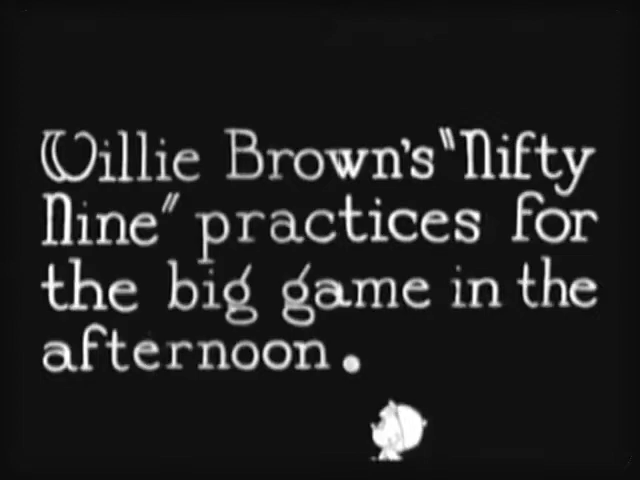 Willie Brown's "Nifty
Nine" practices for
the big game in the
afternoon.